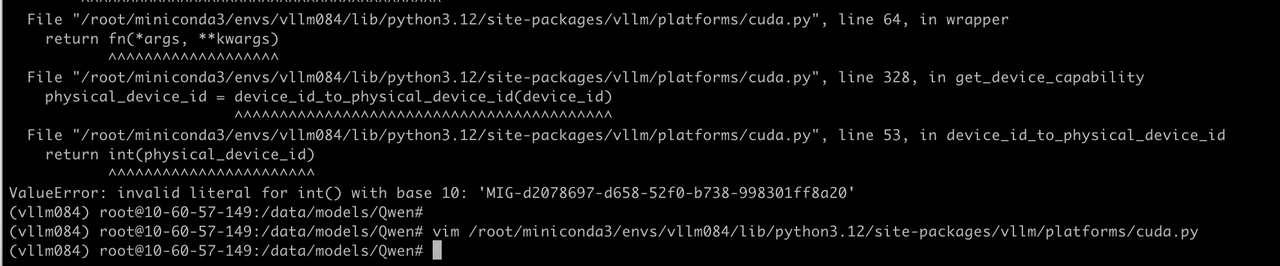 ^^^^^^^^^^^^^^^^^^^^^^^^^^^^^^^^^^^^^^^^
File "/root/miniconda3/envs/vllm084/lib/python3.12/site-packages/vllm/platforms/cuda.py", line 64, in wrapper
return fn(*args, **kwargs)
^^^^^^^^^^^^^^^^^^^
File "/root/miniconda3/envs/vllm084/lib/python3.12/site-packages/vllm/platforms/cuda.py", line 328, in get_device_capability
physical_device_id = device_id_to_physical_device_id(device_id)
^^^^^^^^^^^^^^^^^^^^^^^^^^^^^^^^^^^^^^^^^^
File "/root/miniconda3/envs/vllm084/lib/python3.12/site-packages/vllm/platforms/cuda.py", line 53, in device_id_to_physical_device_id
return int(physical_device_id)
^^^^^^^^^^^^^^^^^^^^^^^
ValueError: invalid literal for int() with base 10: 'MIG-d2078697-d658-52f0-b738-998301ff8a20'
(vllm084) root@10-60-57-149:/data/models/Qwen#
(vllm084) root@10-60-57-149:/data/models/Qwen# vim /root/miniconda3/envs/vllm084/lib/python3.12/site-packages/vllm/platforms/cuda.py
(vllm084) root@10-60-57-149:/data/models/Qwen#